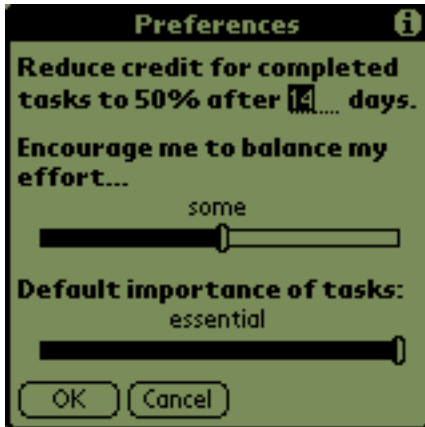 Preferences i
Reduce credit for completed
tasks to 50% after 14 days.
Encourage me to balance my
effort...
some
Default importance of tasks:
essential
OK Cancel